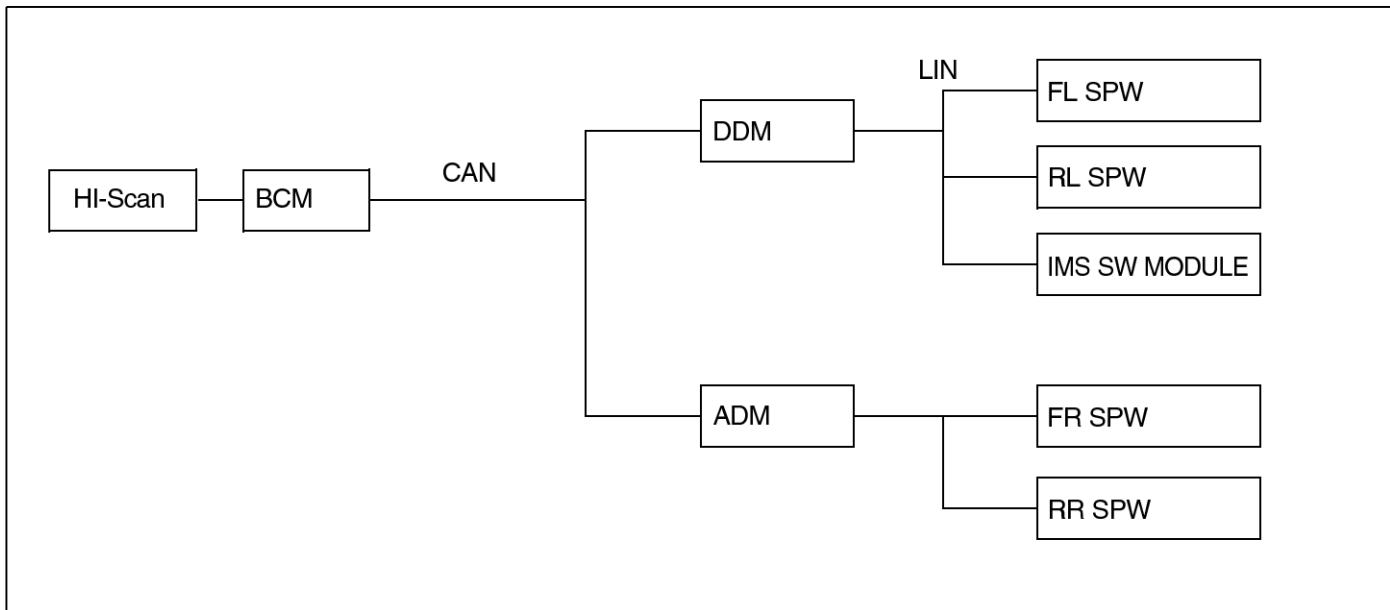 LIN
FL SPW
DDM
RL SPW
CAN
HI-Scan
BCM
IMS SW MODULE
ADM
FR SPW
RR SPW